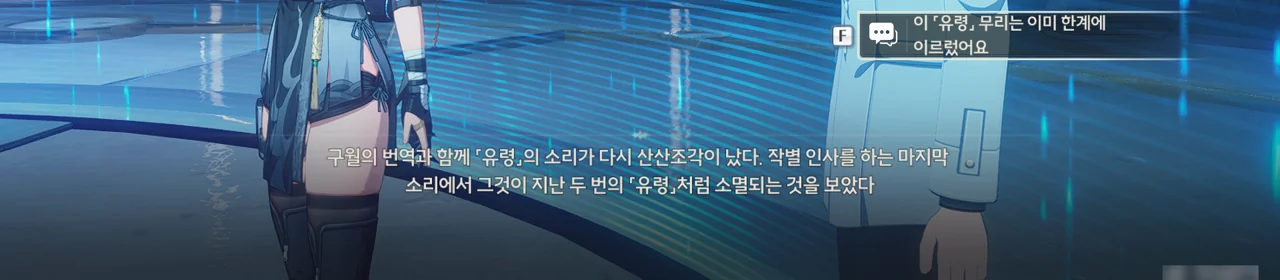 이 「유령」 무리는 이미 한계에
이르렀어요
F
구월의 번역과 함께 「유령」의 소리가 다시 산산조각이 났다. 작별 인사를 하는 마지막
소리에서 그것이 지난 두 번의 「유령」처럼 소멸되는 것을 보았다